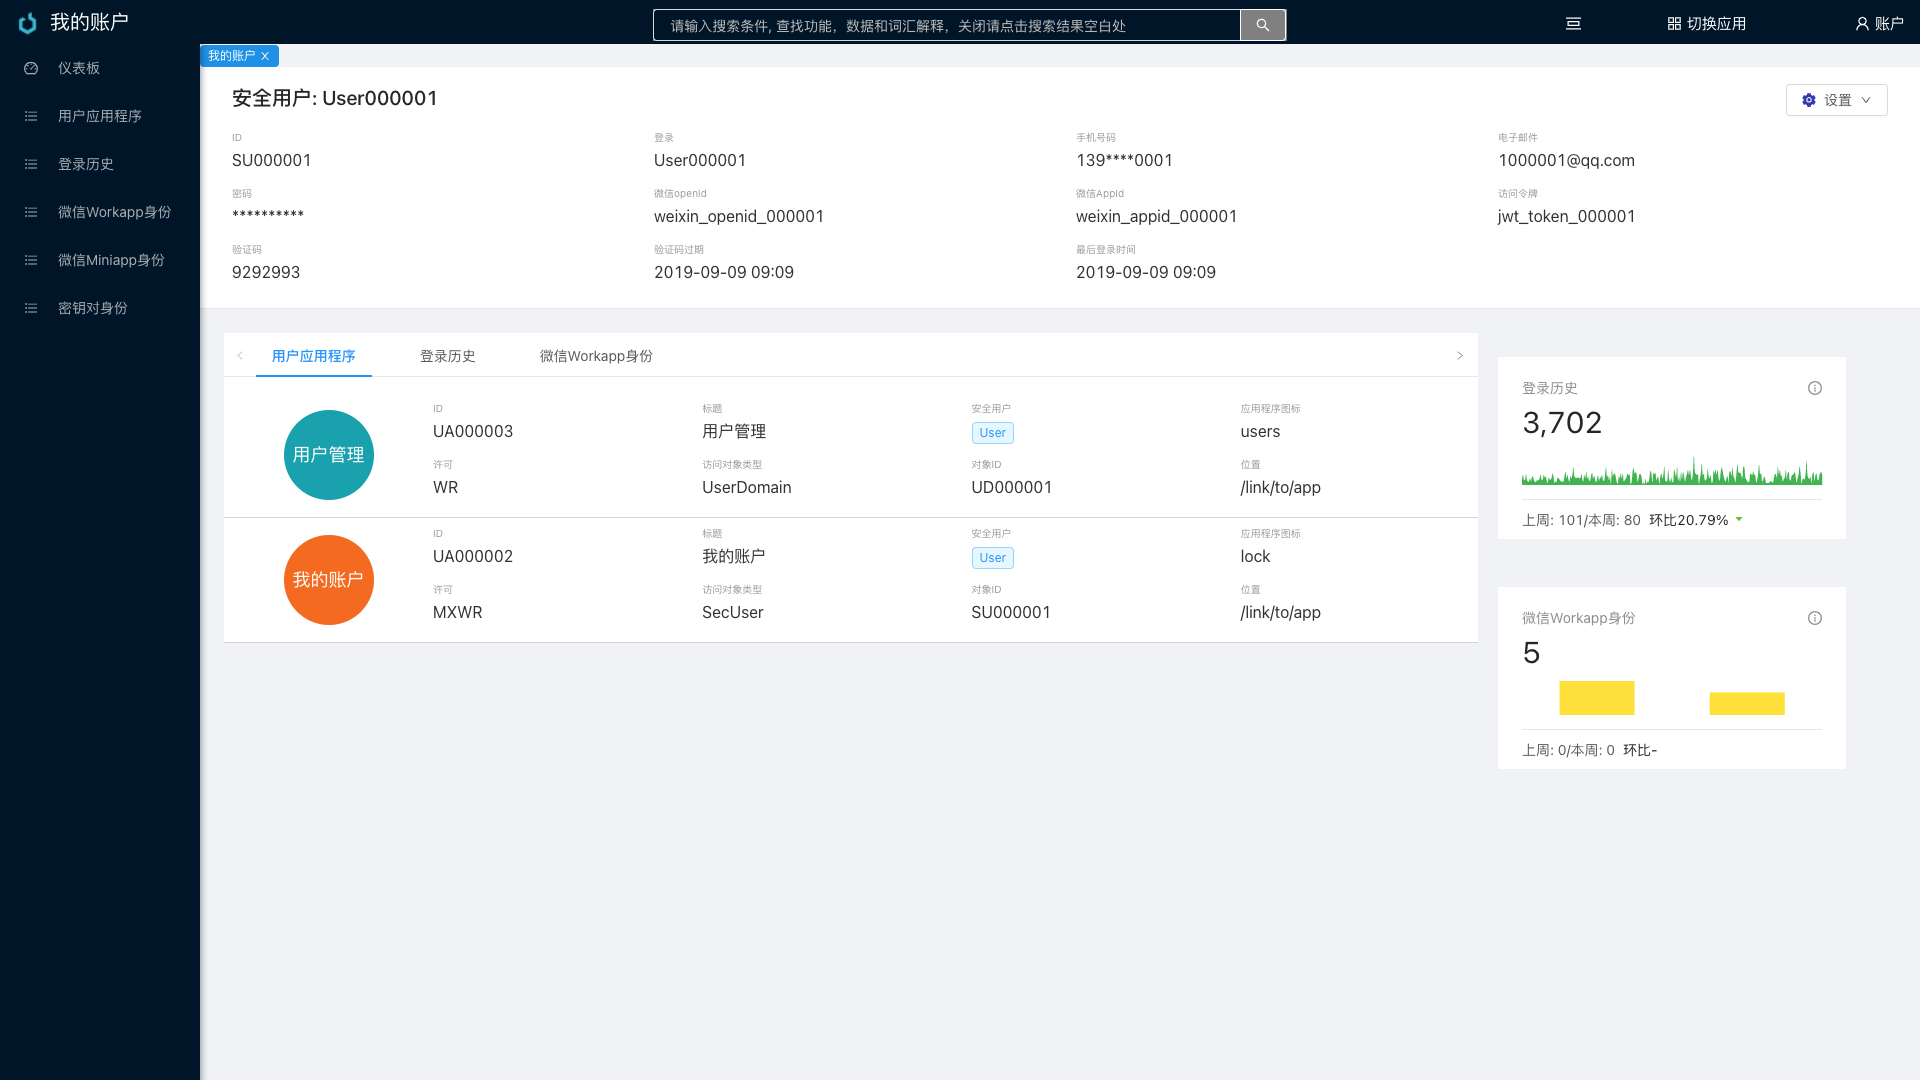 我的账户
请输入搜索条件, 查找功能，数据和词汇解释，关闭请点击搜索结果空白处
切换应用
账户
仪表板
用户应用程序
登录历史
微信Workapp身份
微信Miniapp身份
密钥对身份
我的账户
安全用户: User000001
设置
ID
登录
手机号码
电子邮件
SU000001
User000001
139****0001
1000001@qq.com
密码
微信openid
微信Appid
访问令牌
**********
weixin_openid_000001
weixin_appid_000001
jwt_token_000001
验证码
验证码过期
最后登录时间
9292993
2019-09-09 09:09
2019-09-09 09:09
用户应用程序
登录历史
微信Workapp身份
用户管理
ID
标题
安全用户
应用程序图标
UA000003
用户管理
User
users
许可
访问对象类型
对象ID
位置
WR
UserDomain
UD000001
/link/to/app
我的账户
ID
标题
安全用户
应用程序图标
UA000002
我的账户
User
lock
许可
访问对象类型
对象ID
位置
MXWR
SecUser
SU000001
/link/to/app
登录历史
3,702
上周: 101/本周: 80 环比20.79%
微信Workapp身份
5
上周: 0/本周: 0 环比-